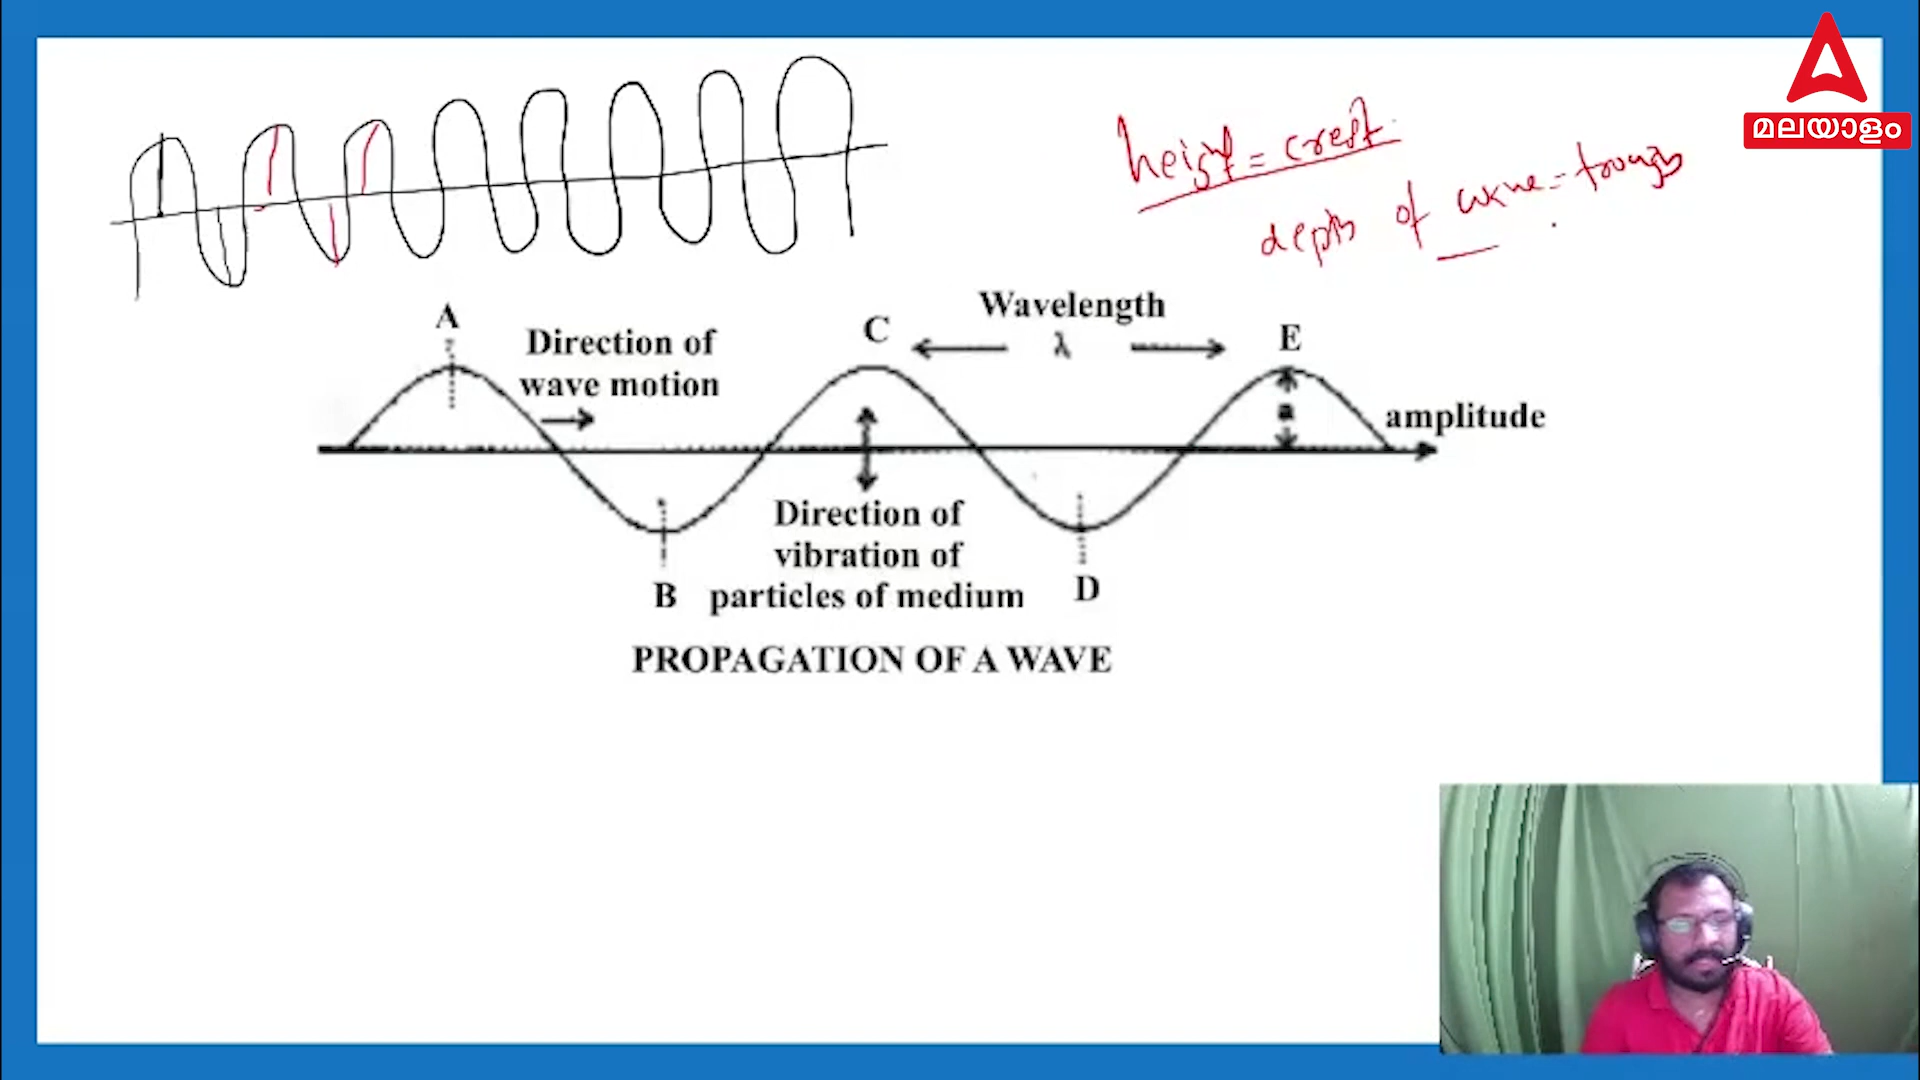 മലയാളം
height = crest
depth of wave = trough
Wavelength
λ
A
Direction of
wave motion
C
E
a
amplitude
Direction of
vibration of
particles of medium
B
D
PROPAGATION OF A WAVE